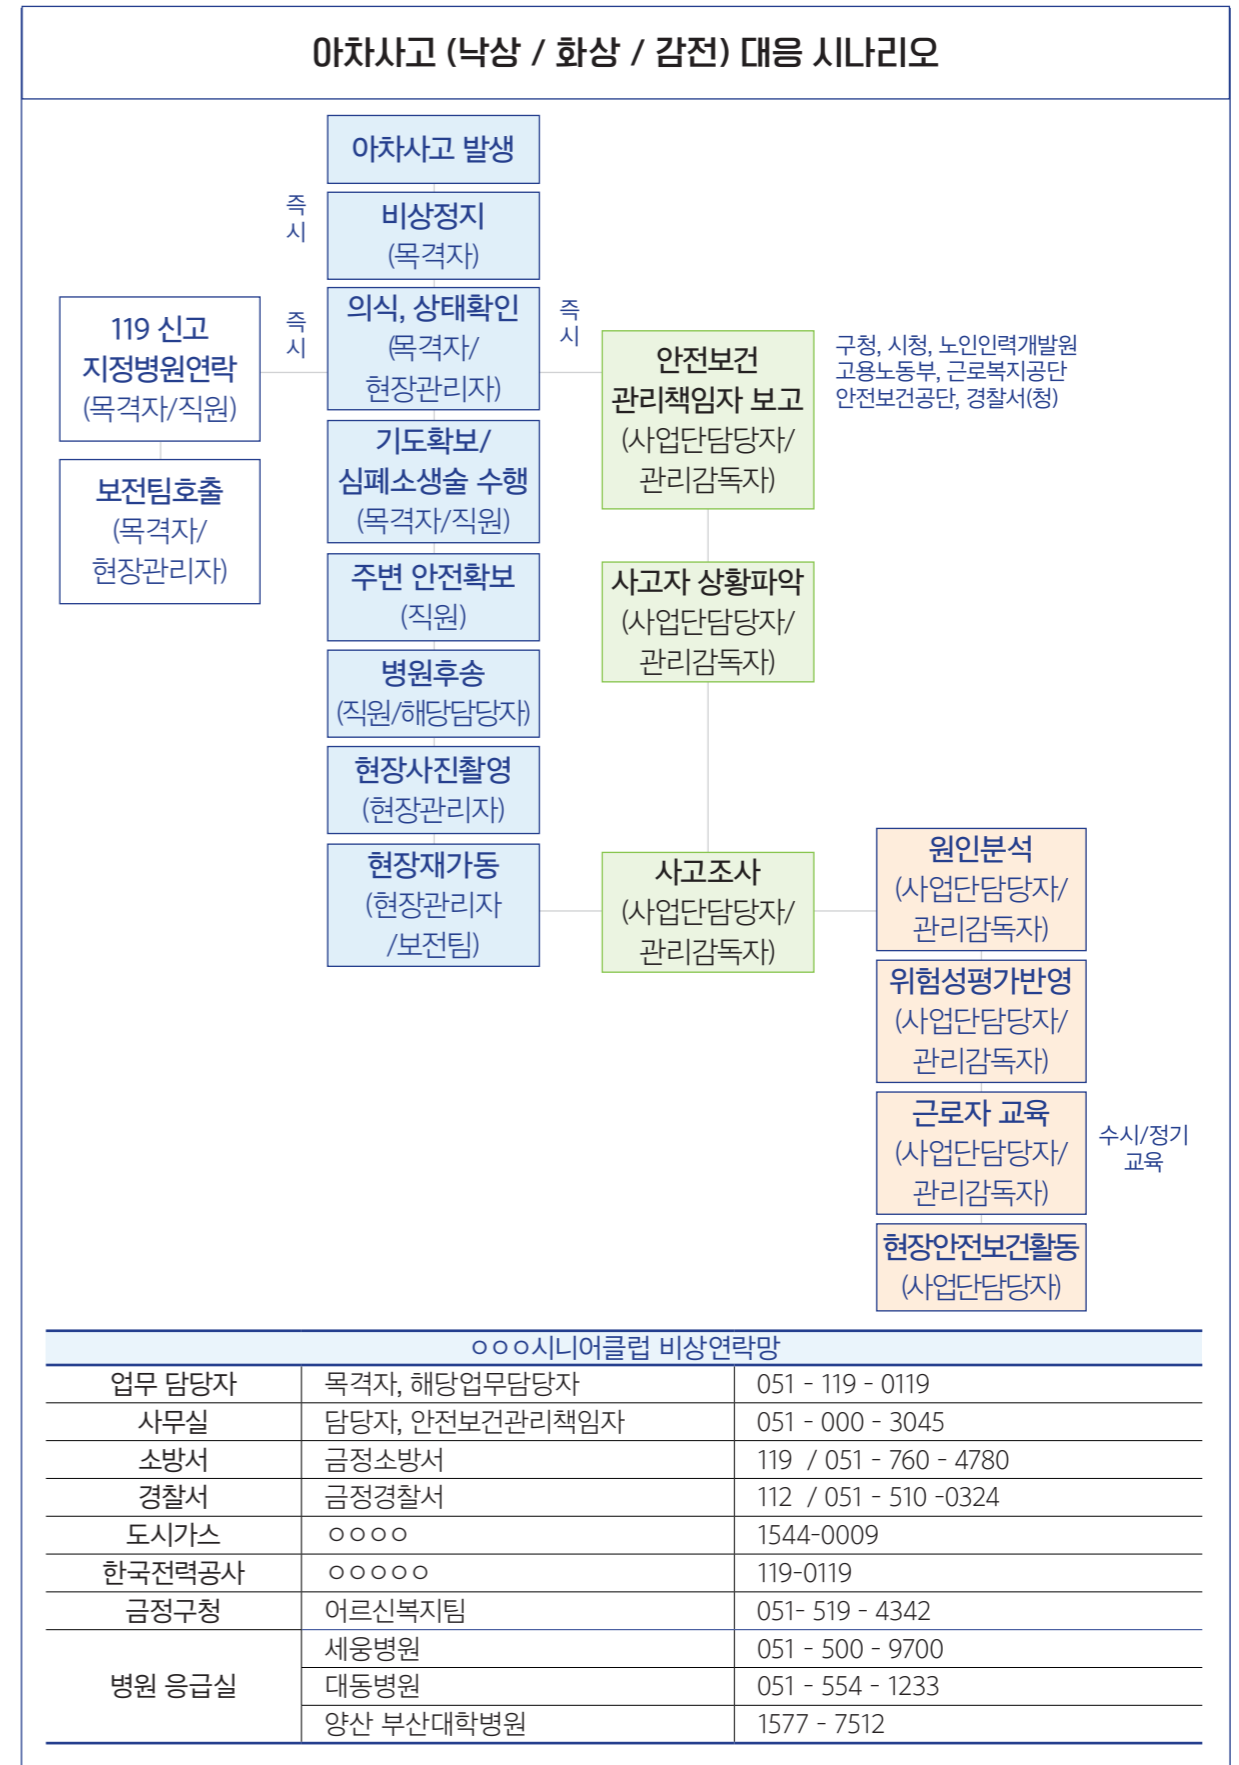 아차사고 (낙상 / 화상 / 감전) 대응 시나리오
아차사고 발생
즉
시
비상정지
(목격자)
119 신고
지정병원연락
(목격자/직원)
즉
시
의식, 상태확인
(목격자/
현장관리자)
즉
시
안전보건
관리책임자 보고
(사업단담당자/
관리감독자)
구청, 시청, 노인인력개발원
고용노동부, 근로복지공단
안전보건공단, 경찰서(청)
보전팀호출
(목격자/
현장관리자)
기도확보/
심폐소생술 수행
(목격자/직원)
주변 안전확보
(직원)
사고자 상황파악
(사업단담당자/
관리감독자)
병원후송
(직원/해당담당자)
현장사진촬영
(현장관리자)
현장재가동
(현장관리자
/보전팀)
사고조사
(사업단담당자/
관리감독자)
원인분석
(사업단담당자/
관리감독자)
위험성평가반영
(사업단담당자/
관리감독자)
근로자 교육
(사업단담당자/
관리감독자)
수시/정기
교육
현장안전보건활동
(사업단담당자)
ㅇㅇㅇ시니어클럽 비상연락망
업무 담당자 목격자, 해당업무담당자 051 - 119 - 0119
사무실 담당자, 안전보건관리책임자 051 - 000 - 3045
소방서 금정소방서 119 / 051 - 760 - 4780
경찰서 금정경찰서 112 / 051 - 510 -0324
도시가스 ㅇㅇㅇㅇ 1544-0009
한국전력공사 ㅇㅇㅇㅇㅇ 119-0119
금정구청 어르신복지팀 051- 519 - 4342
병원 응급실 세웅병원 051 - 500 - 9700
대동병원 051 - 554 - 1233
양산 부산대학병원 1577 - 7512